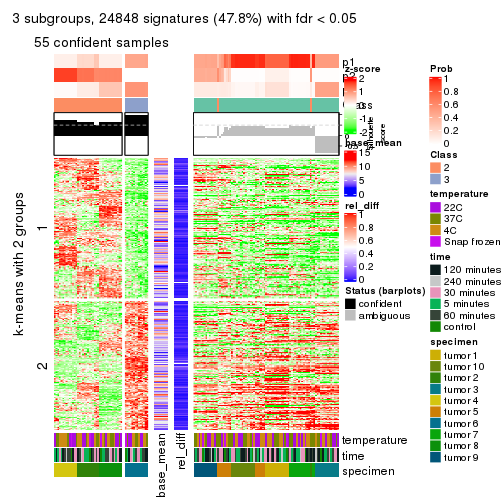 3 subgroups, 24848 signatures (47.8%) with fdr < 0.05
55 confident samples
k-means with 2 groups
1
2
p1
z-score
2
1
0
-1
-2
base_mean
15
10
5
0
rel_diff
1
0.8
0.6
0.4
0.2
0
Status (barplots)
confident
ambiguous
Prob
1
0.8
0.6
0.4
0.2
0
Class
2
3
temperature
22C
37C
4C
Snap frozen
time
120 minutes
240 minutes
30 minutes
5 minutes
60 minutes
control
specimen
tumor 1
tumor 10
tumor 2
tumor 3
tumor 4
tumor 5
tumor 6
tumor 7
tumor 8
tumor 9
temperature
time
specimen
base_mean
rel_diff